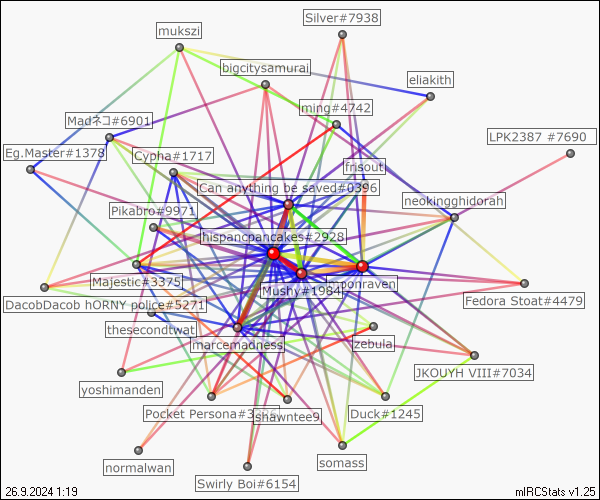 Silver#7938
mukszi
bigcitysamurai
eliakith
ming#4742
Madネコ#6901
LPK2387 #7690
Eg.Master#1378
Cypha#1717
frisout
Can anything be saved#0396
neokingghidorah
Pikabro#9971
hispancpancakes#2928
Majestic#3375
Mushy#1984
ponraven
Fedora Stoat#4479
DacobDacob hORNY police#5271
thesecondtwat
marcemadness
zebula
JKOUYH VIII#7034
yoshimanden
Pocket Persona#3
shawntee9
Duck#1245
normalwan
somass
Swirly Boi#6154
26.9.2024 1:19
mIRCStats v1.25